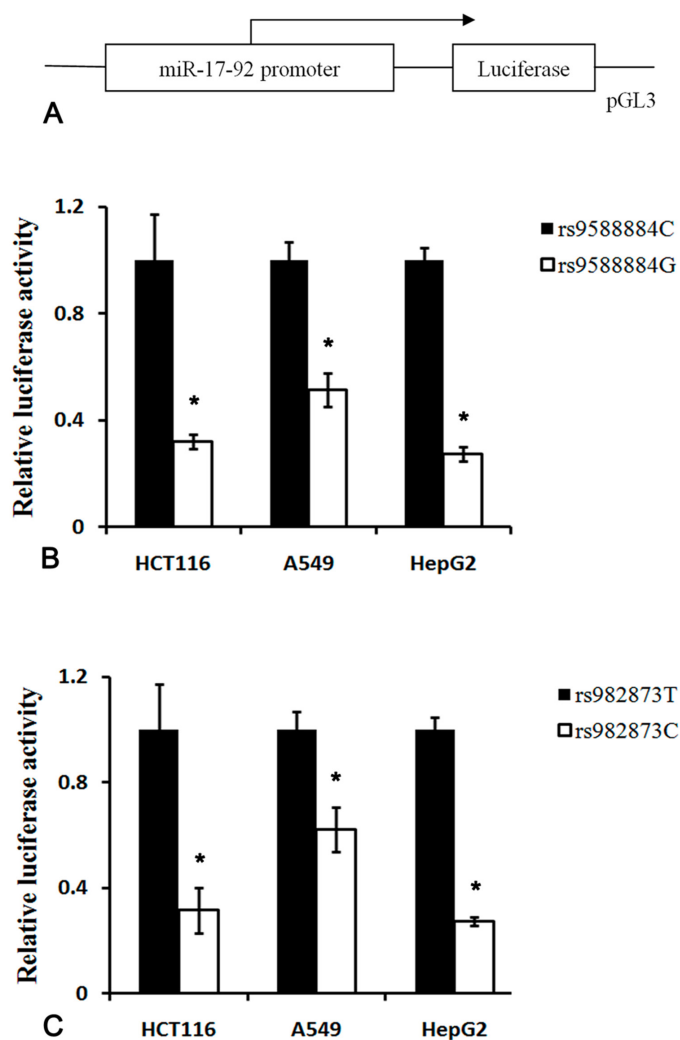 miR-17-92 promoter
Luciferase
pGL3
A
Relative luciferase activity
1.2
0.8
0.4
0
rs9588884C
rs9588884G
*
*
*
HCT116
A549
HepG2
B
Relative luciferase activity
1.2
0.8
0.4
0
rs982873T
rs982873C
*
*
*
HCT116
A549
HepG2
C